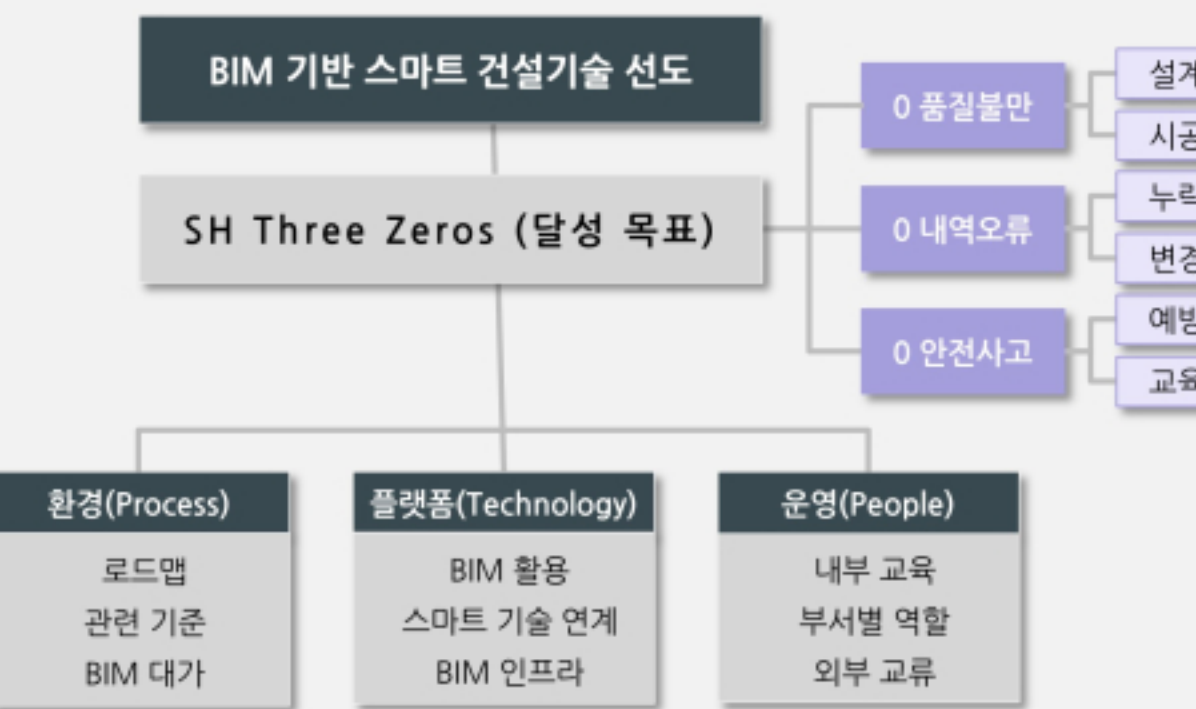 BIM 기반 스마트 건설기술 선도
SH Three Zeros (달성 목표)
0 품질불만
0 내역오류
0 안전사고
환경(Process)
로드맵
관련 기준
BIM 대가
플랫폼(Technology)
BIM 활용
스마트 기술 연계
BIM 인프라
운영(People)
내부 교육
부서별 역할
외부 교류